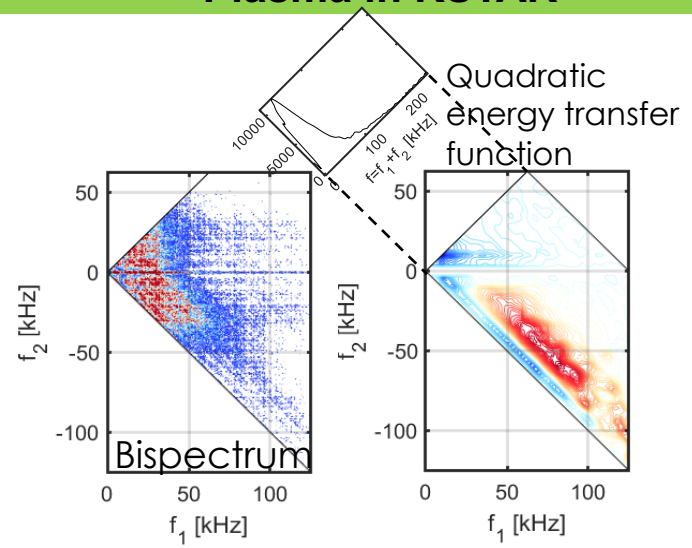 Plasma in KSTAR
Quadratic
energy transfer
function
10000
5000
0
0
100
200
f=f1+f2 [kHz]
50
0
-50
-100
f2 [kHz]
Bispectrum
0
50
100
f1 [kHz]
50
0
-50
-100
f2 [kHz]
0
50
100
f1 [kHz]